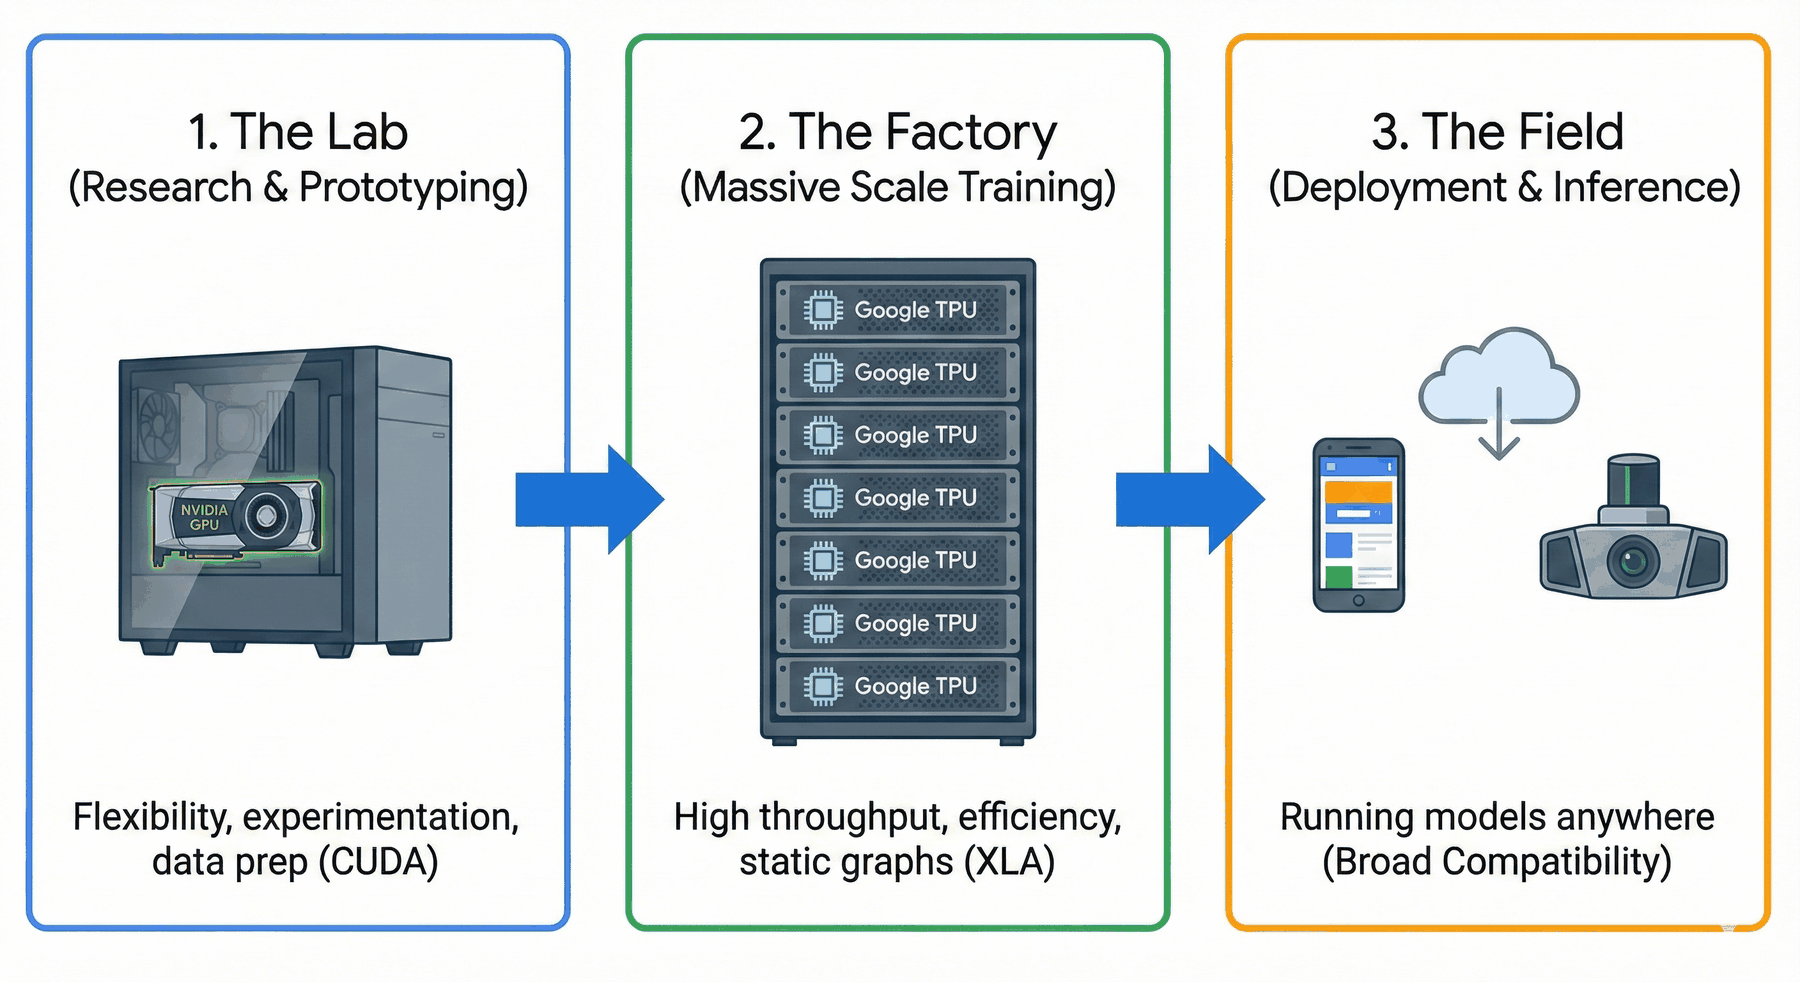 1. The Lab
(Research & Prototyping)
NVIDIA
GPU
Flexibility, experimentation,
data prep (CUDA)
2. The Factory
(Massive Scale Training)
Google TPU
Google TPU
Google TPU
Google TPU
Google TPU
Google TPU
Google TPU
High throughput, efficiency,
static graphs (XLA)
3. The Field
(Deployment & Inference)
Running models anywhere
(Broad Compatibility)